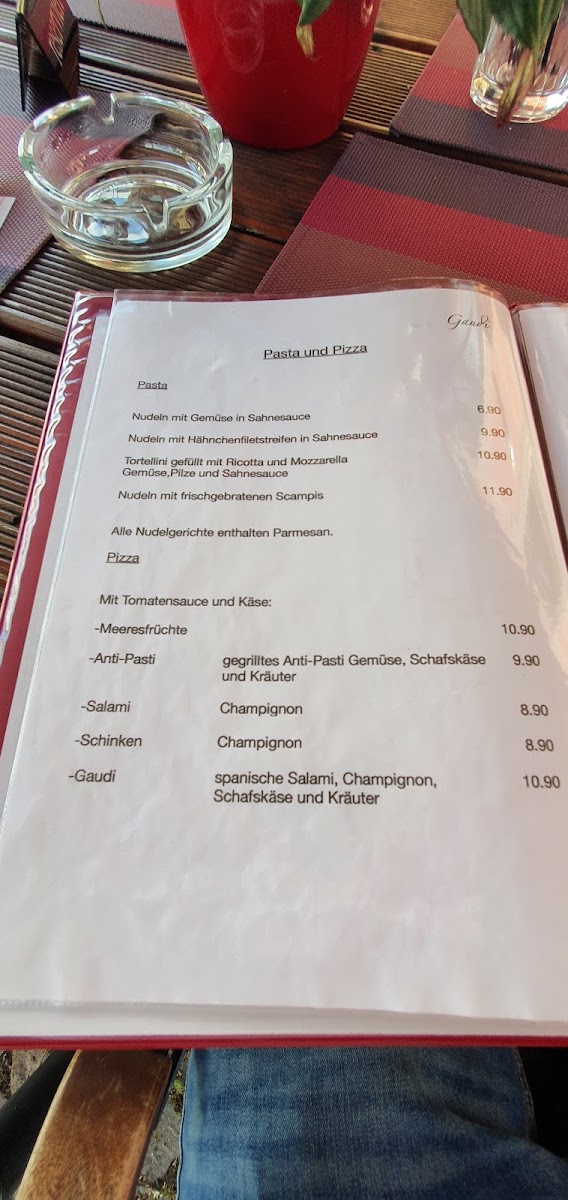 Gaudi
Pasta und Pizza
Pasta
Nudeln mit Gemüse in Sahnesauce 6.90
Nudeln mit Hähnchenfiletstreifen in Sahnesauce 9.90
Tortellini gefüllt mit Ricotta und Mozzarella 10.90
Gemüse,Pilze und Sahnesauce
Nudeln mit frischgebratenen Scampis 11.90
Alle Nudelgerichte enthalten Parmesan.
Pizza
Mit Tomatensauce und Käse:
-Meeresfrüchte 10.90
-Anti-Pasti gegrilltes Anti-Pasti Gemüse, Schafskäse 9.90
und Kräuter
-Salami Champignon 8.90
-Schinken Champignon 8.90
-Gaudi spanische Salami, Champignon, 10.90
Schafskäse und Kräuter